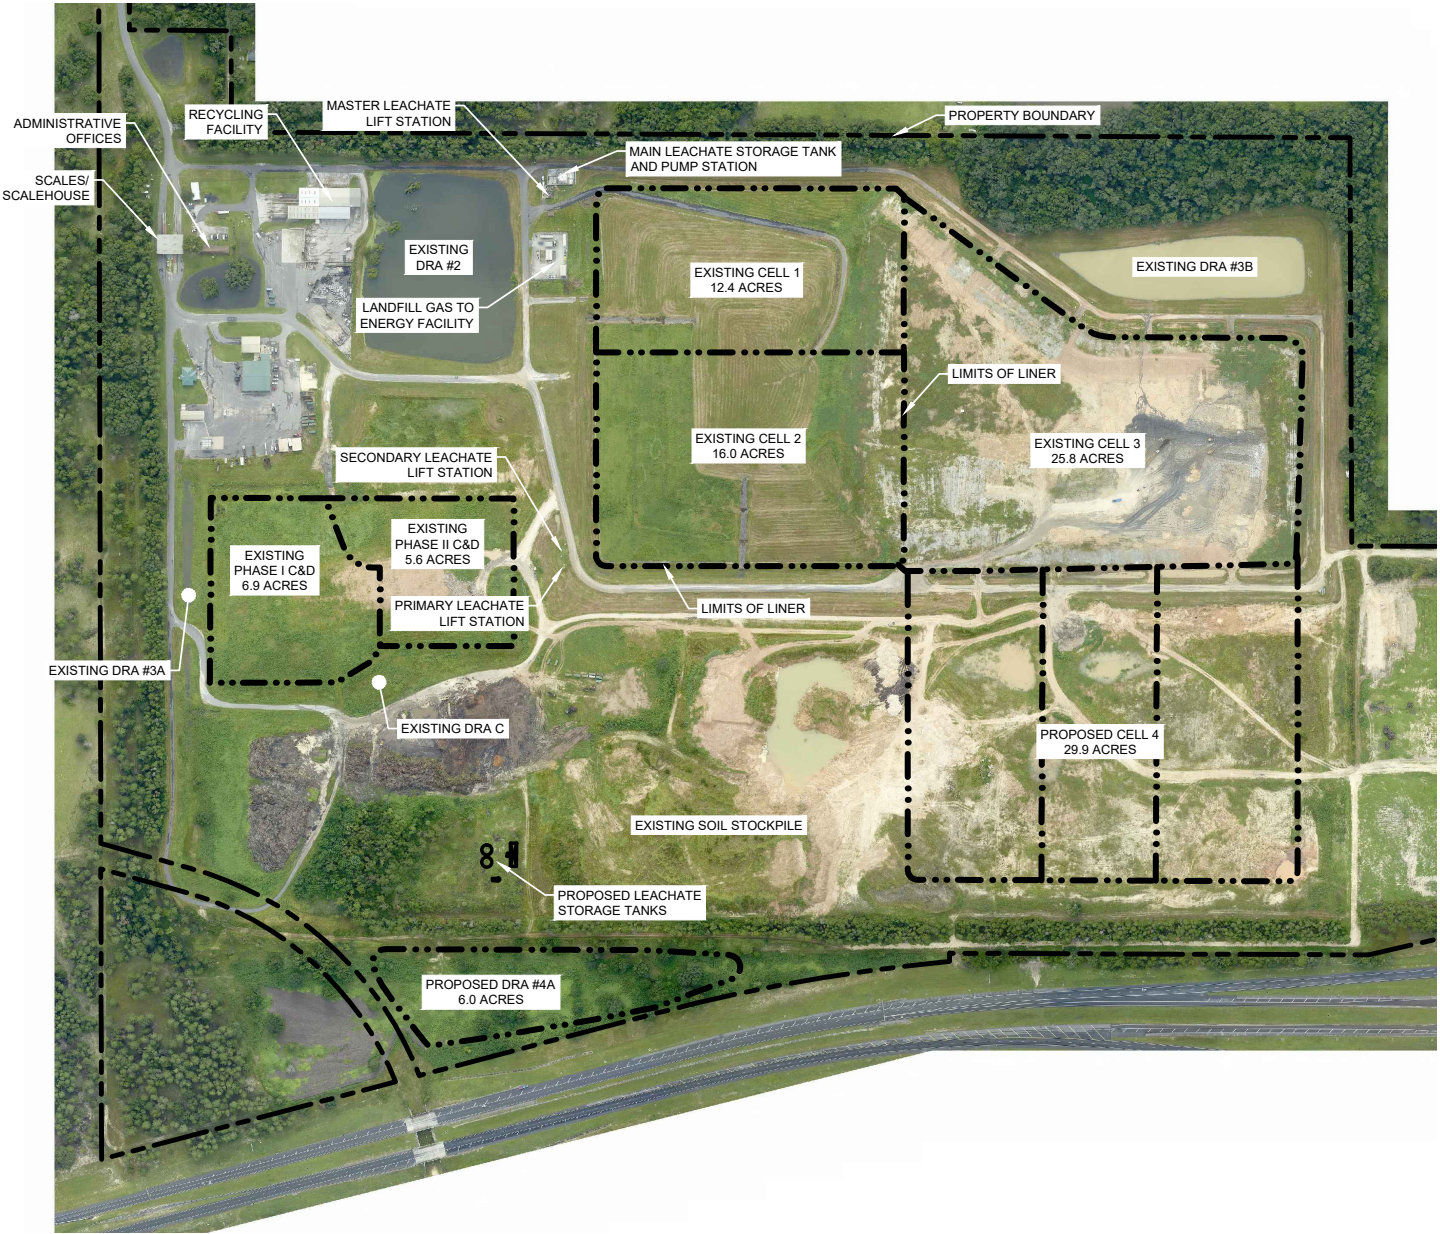 MASTER LEACHATE
LIFT STATION
RECYCLING
FACILITY
ADMINISTRATIVE
OFFICES
PROPERTY BOUNDARY
MAIN LEACHATE STORAGE TANK
AND PUMP STATION
SCALES/
SCALEHOUSE
EXISTING
DRA #2
EXISTING CELL 1
12.4 ACRES
EXISTING DRA #3B
LANDFILL GAS TO
ENERGY FACILITY
LIMITS OF LINER
EXISTING CELL 2
16.0 ACRES
EXISTING CELL 3
25.8 ACRES
SECONDARY LEACHATE
LIFT STATION
EXISTING
PHASE II C&D
5.6 ACRES
EXISTING
PHASE I C&D
6.9 ACRES
PRIMARY LEACHATE
LIFT STATION
LIMITS OF LINER
EXISTING DRA #3A
EXISTING DRA C
PROPOSED CELL 4
29.9 ACRES
EXISTING SOIL STOCKPILE
PROPOSED LEACHATE
STORAGE TANKS
PROPOSED DRA #4A
6.0 ACRES